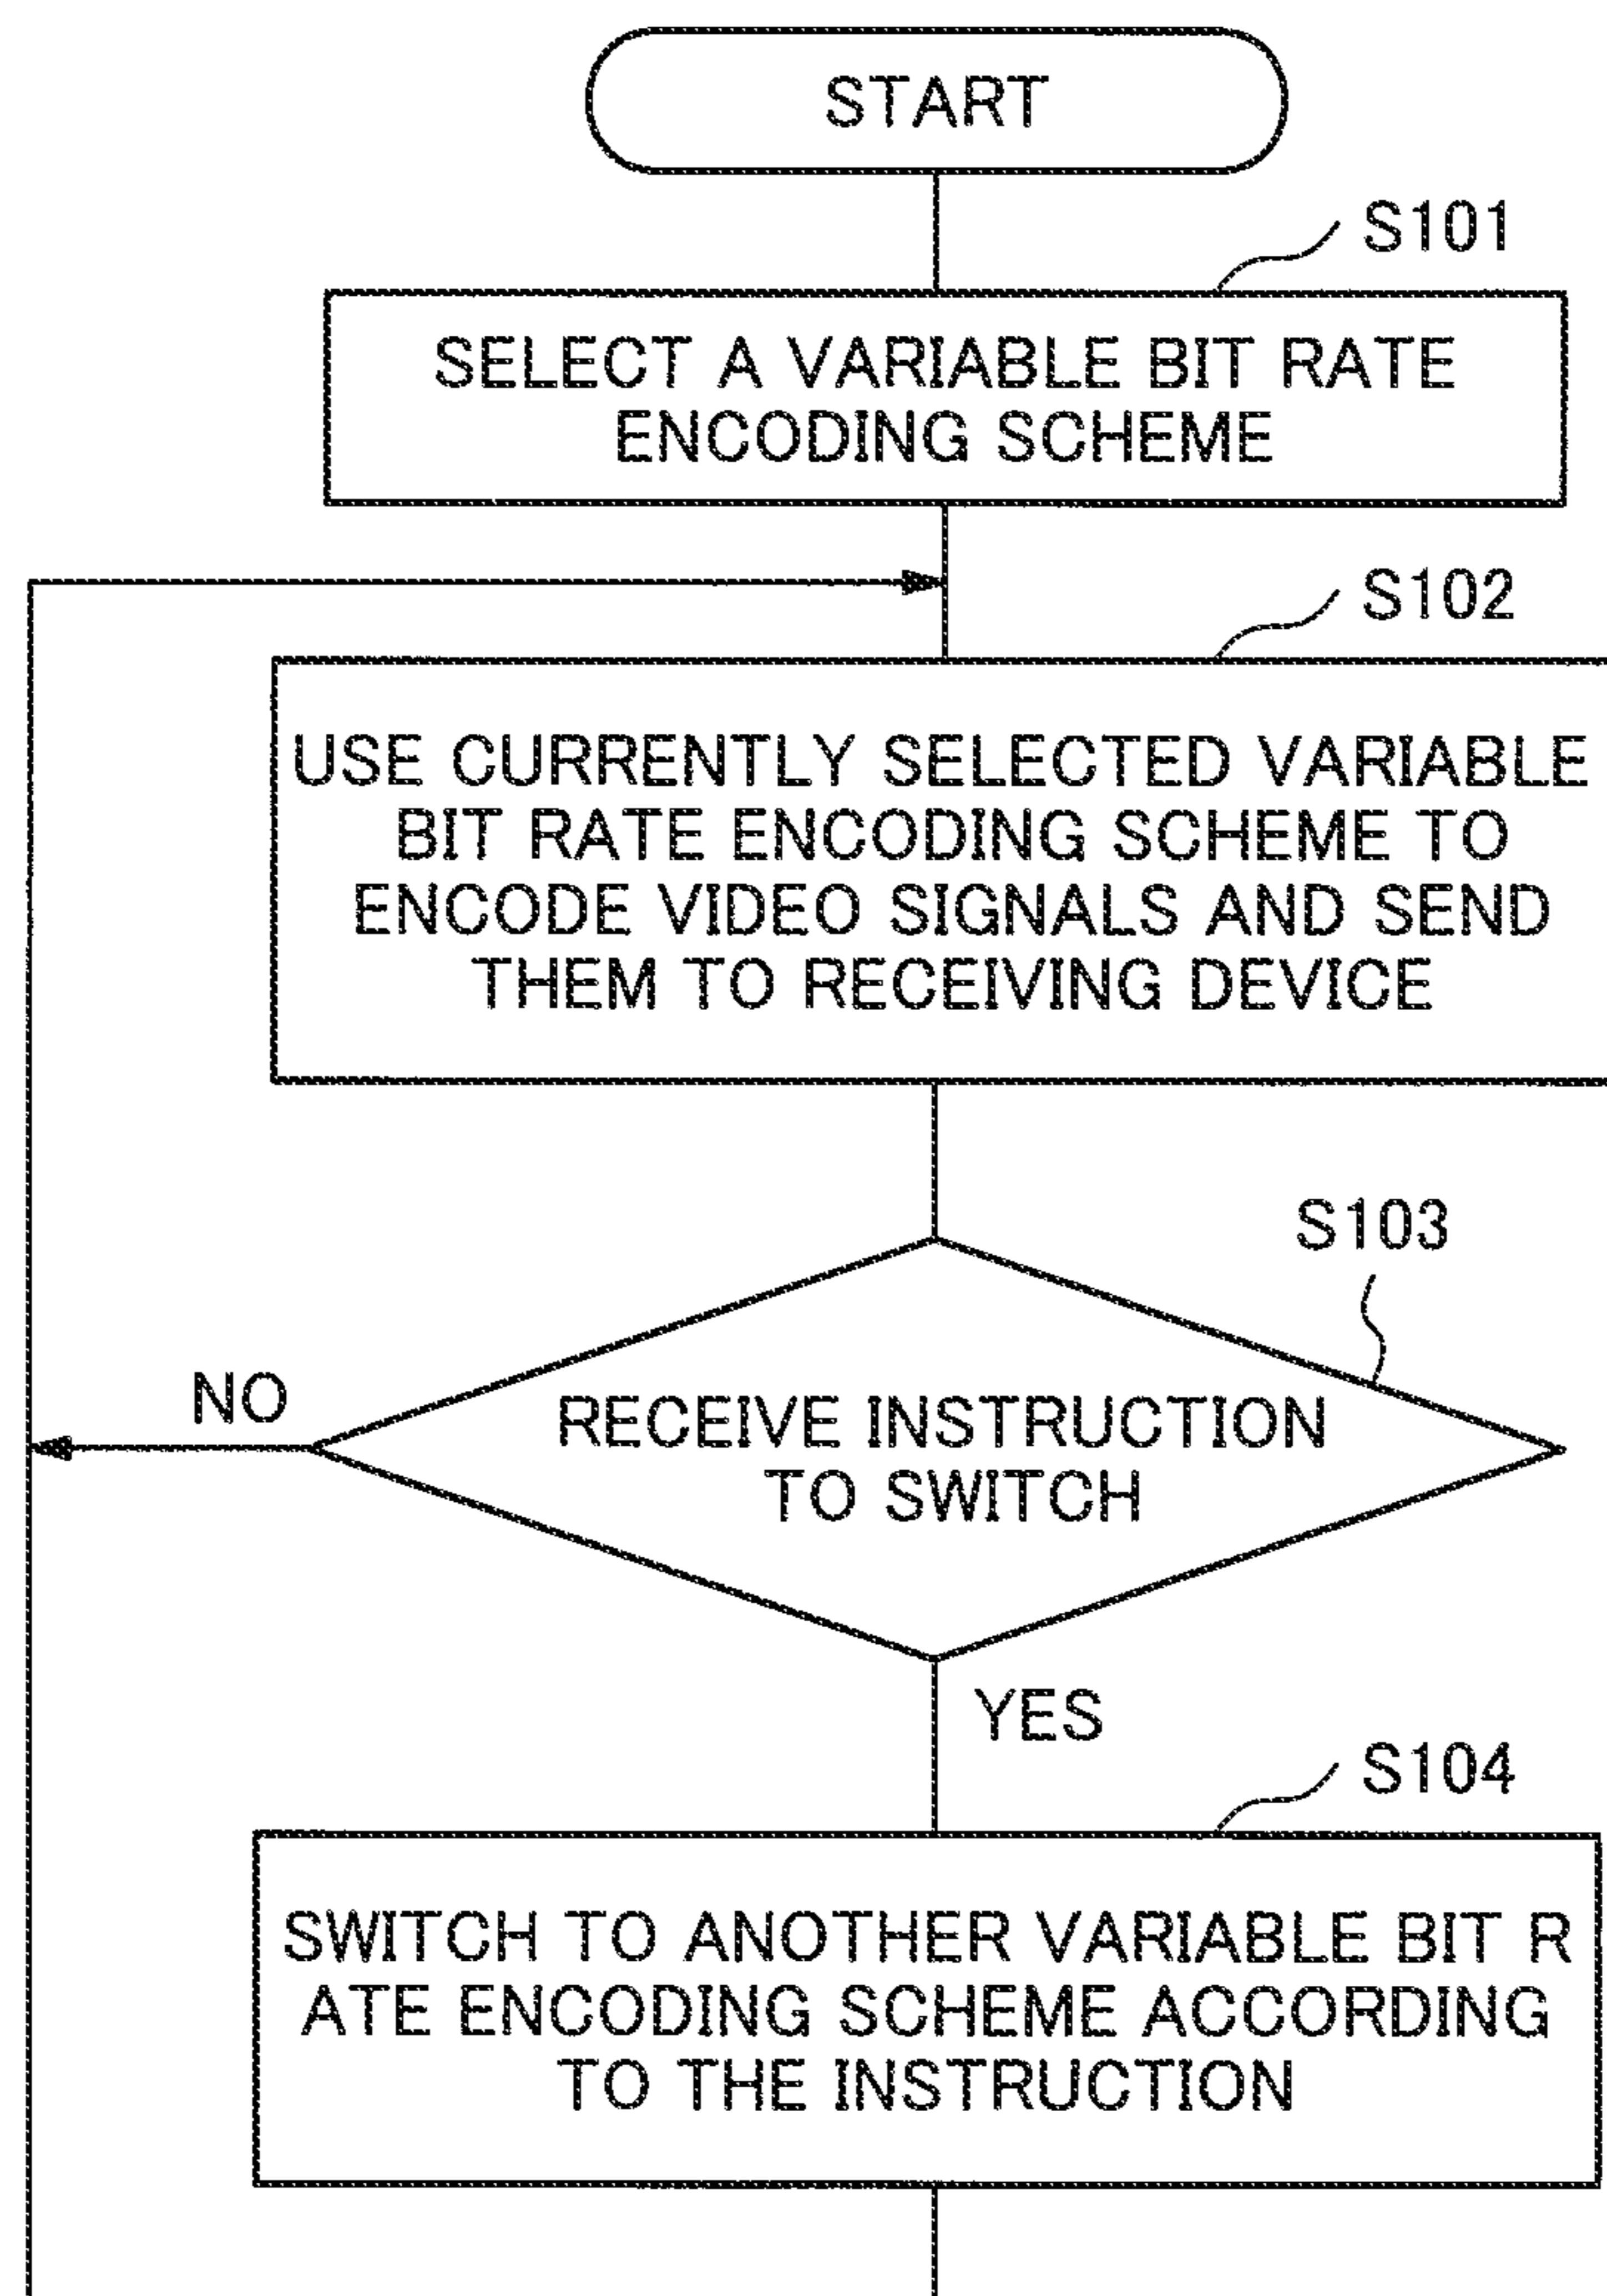 START
S101
SELECT A VARIABLE BIT RATE
ENCODING SCHEME
S102
USE CURRENTLY SELECTED VARIABLE
BIT RATE ENCODING SCHEME TO
ENCODE VIDEO SIGNALS AND SEND
THEM TO RECEIVING DEVICE
S103
NO
RECEIVE INSTRUCTION
TO SWITCH
YES
S104
SWITCH TO ANOTHER VARIABLE BIT R
ATE ENCODING SCHEME ACCORDING
TO THE INSTRUCTION